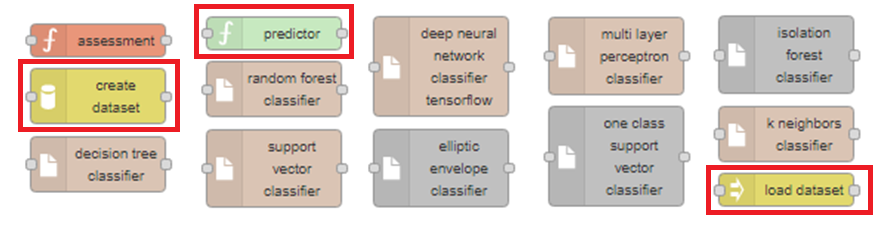 assessment
create
dataset
decision tree
classifier
predictor
random forest
classifier
support
vector
classifier
deep neural
network
classifier
tensorflow
elliptic
envelope
classifier
multi layer
perceptron
classifier
one class
support
vector
classifier
isolation
forest
classifier
k neighbors
classifier
load dataset